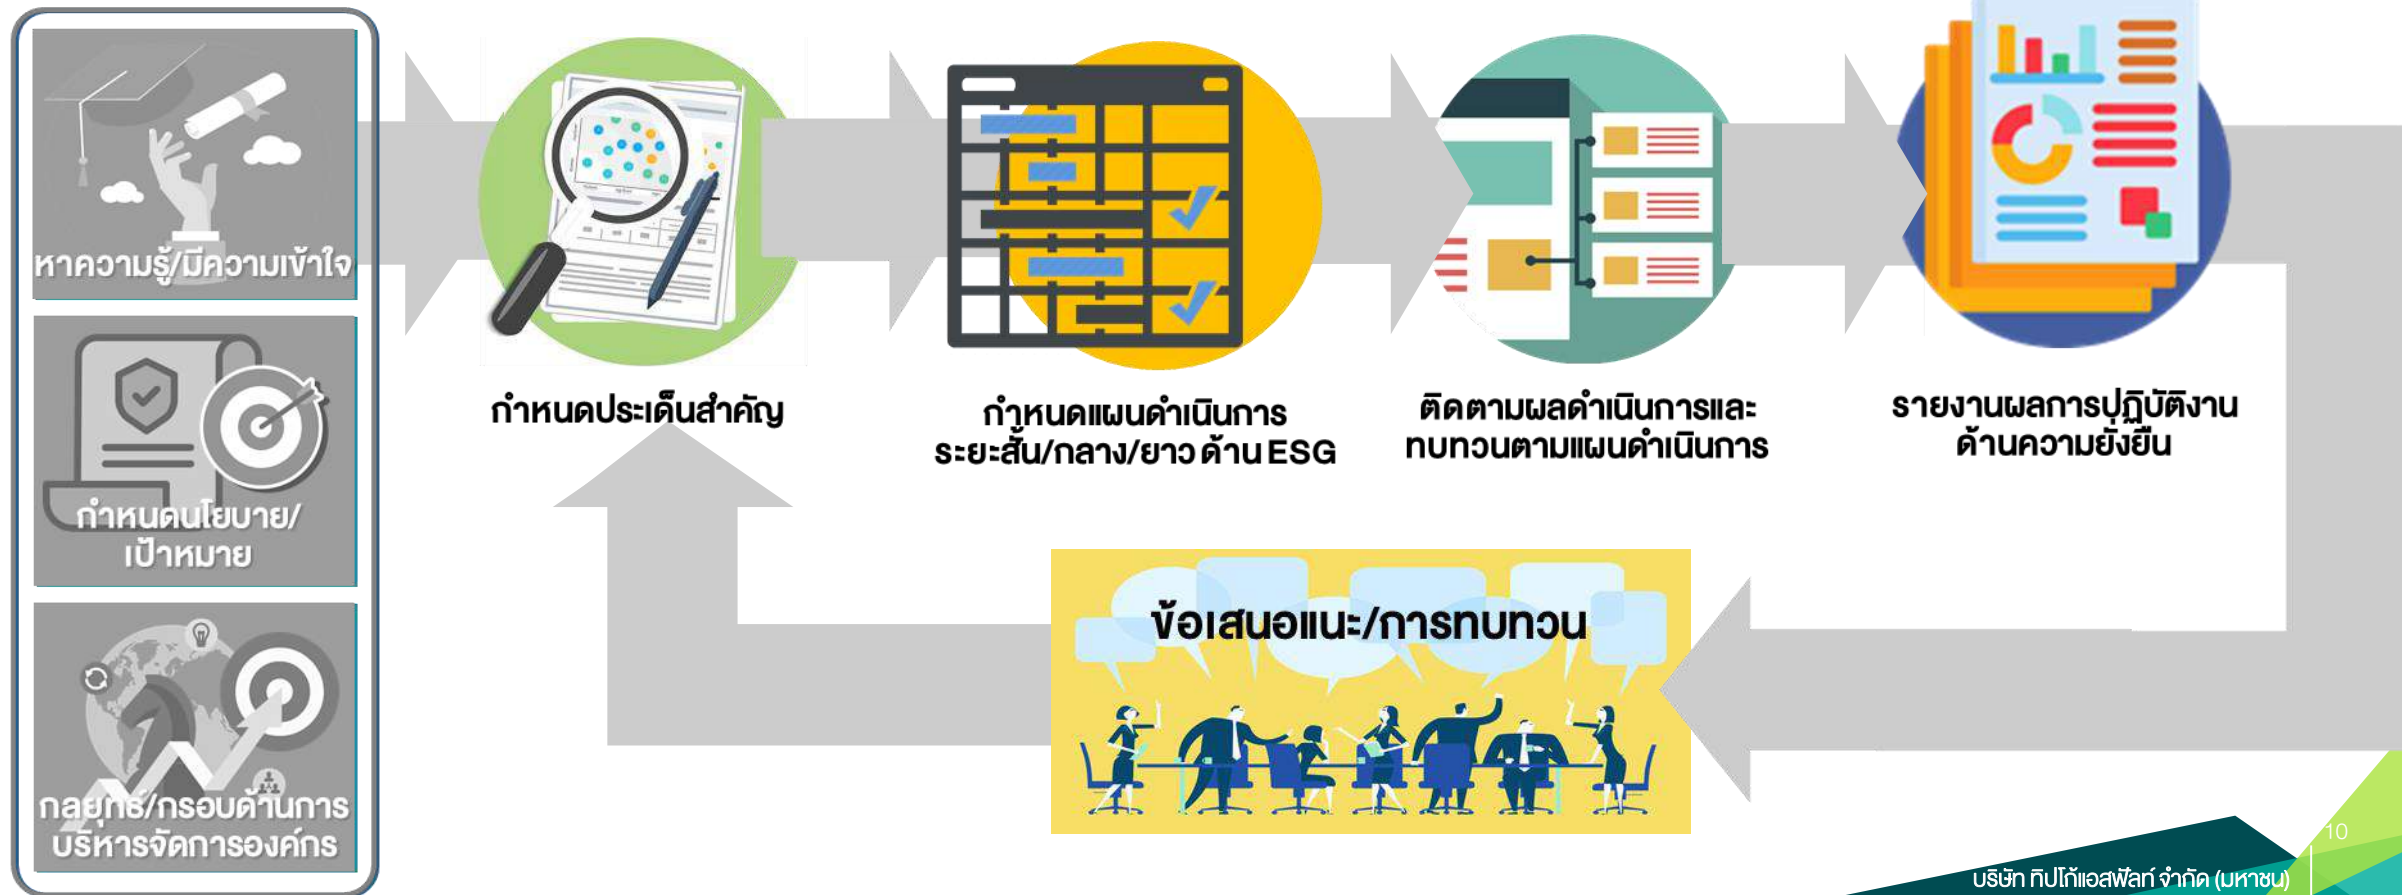 หาความรู้/มีความเข้าใจ
กำหนดนโยบาย/
เป้าหมาย
กลยุทธ์/กรอบด้านการ
บริหารจัดการองค์กร
กำหนดประเด็นสำคัญ
กำหนดแผนดำเนินการ
ระยะสั้น/กลาง/ยาว ด้าน ESG
ติดตามผลดำเนินการและ
ทบทวนตามแผนดำเนินการ
รายงานผลการปฏิบัติงาน
ด้านความยั่งยืน
ข้อเสนอแนะ/การทบทวน
10
บริษัท ทิปโก้แอสฟัลท์ จำกัด (มหาชน)